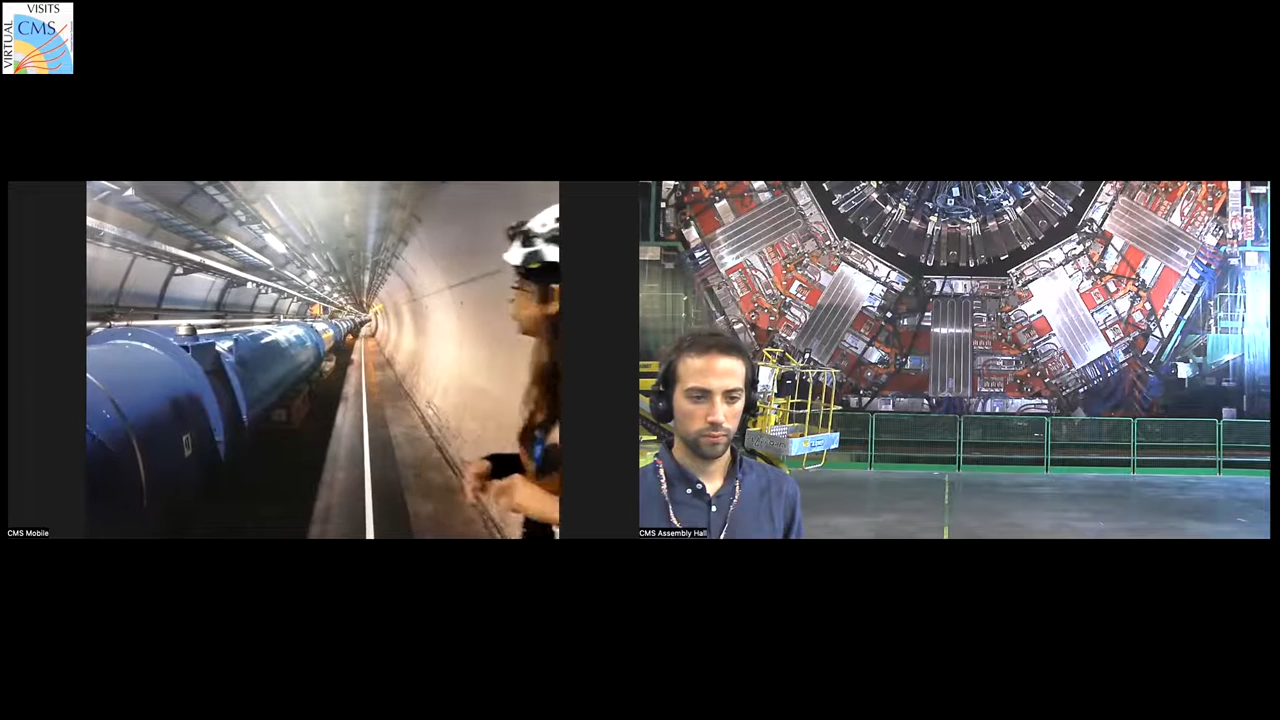 VISITS
VIRTUAL
CMS
CMS Mobile
CMS Assembly Hall